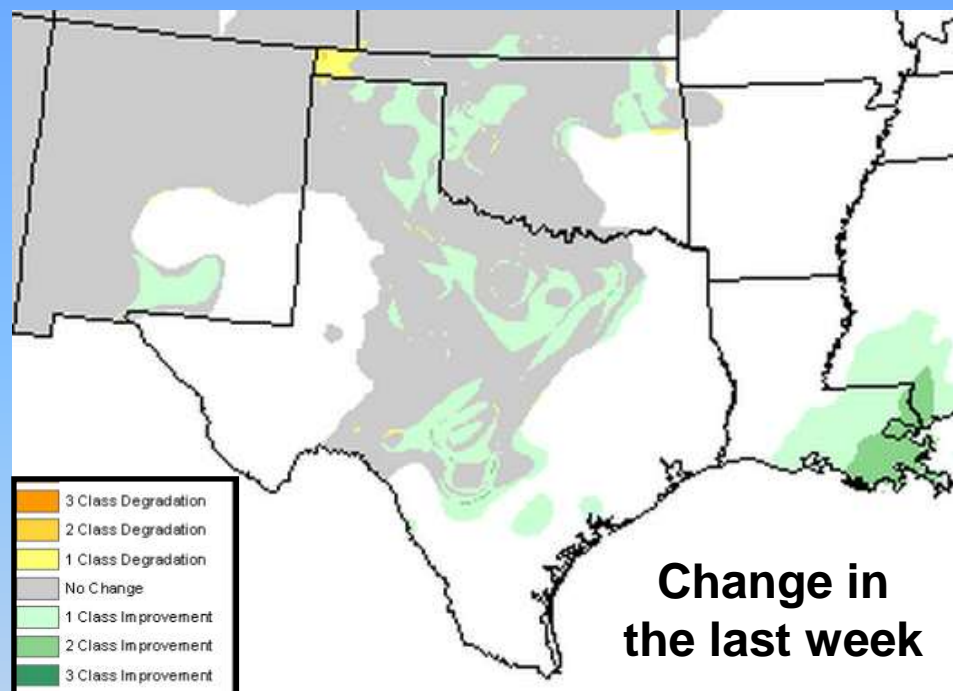 3 Class Degradation
2 Class Degradation
1 Class Degradation
No Change
1 Class Improvement
2 Class Improvement
3 Class Improvement
Change in
the last week